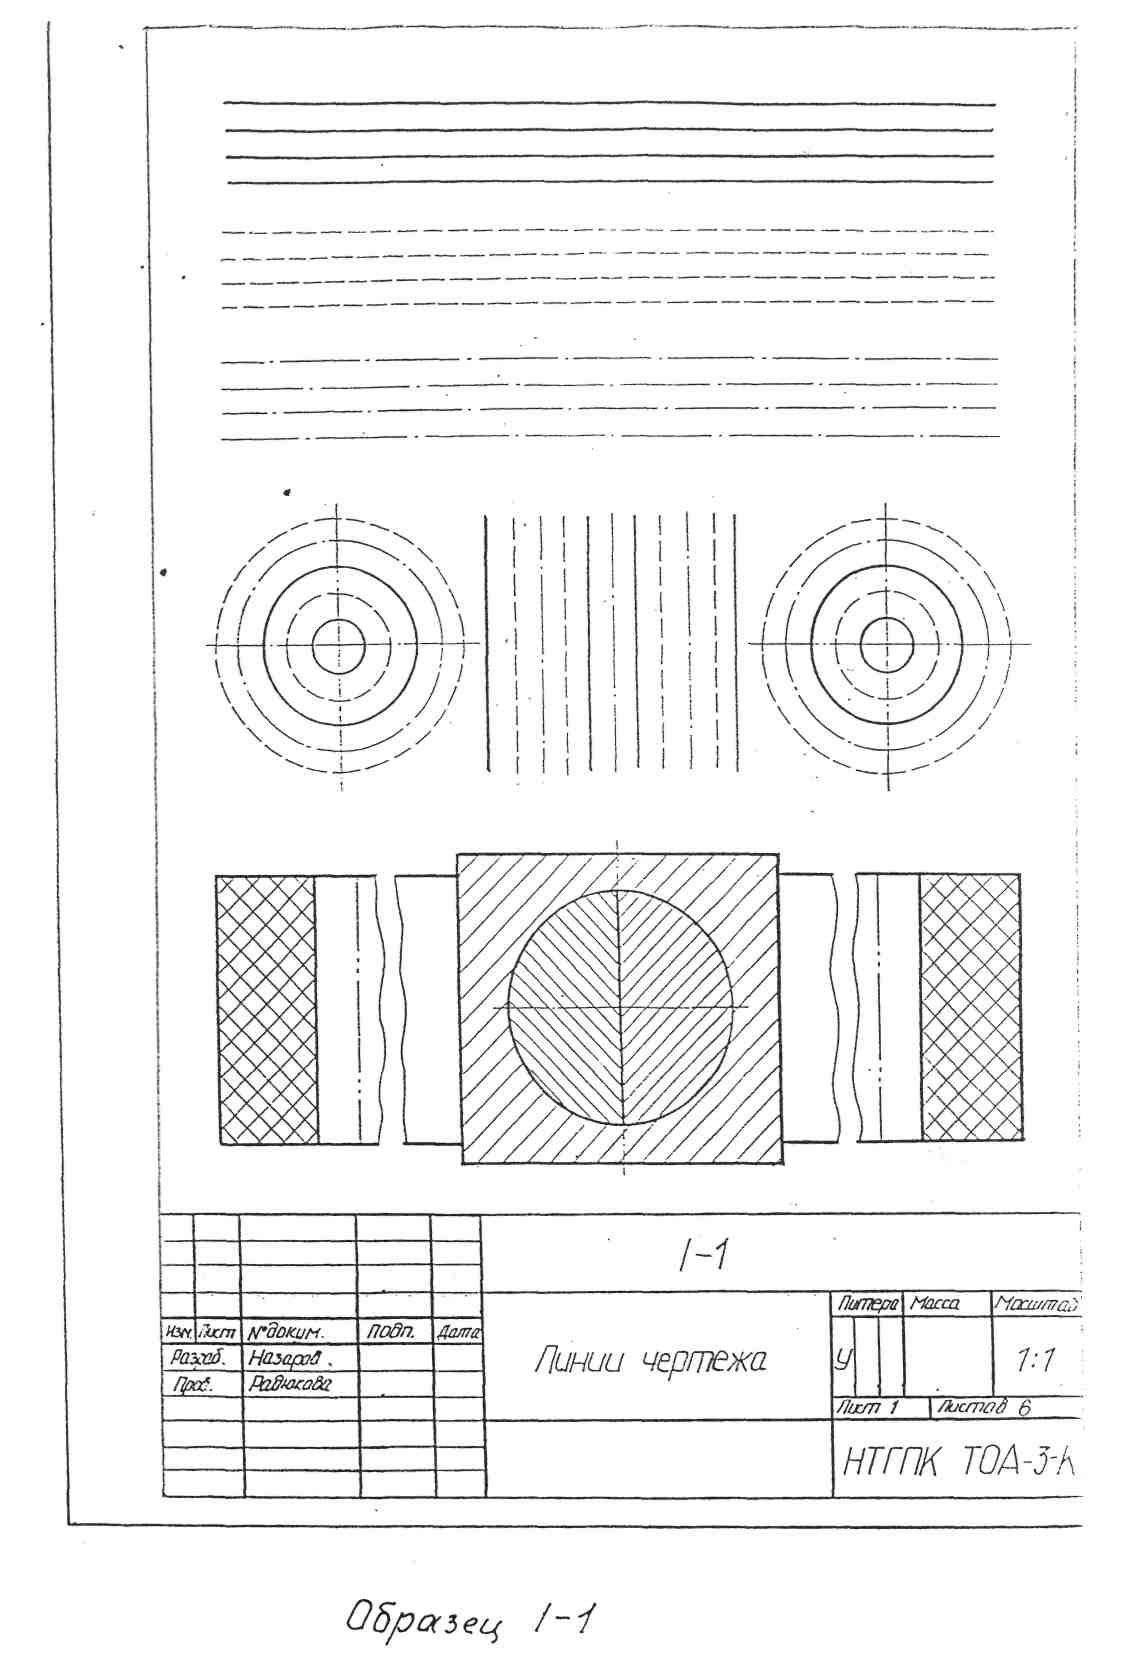 I-1
Литера Масса Масштаб
Изм. Лист № докум. подп. Дата
Разраб. Назаров.
Пров. Радюкова
Линии чертежа
У
1:1
Лист 1 Листов 6
НТГПК ТОА-3-к
Образец I-1